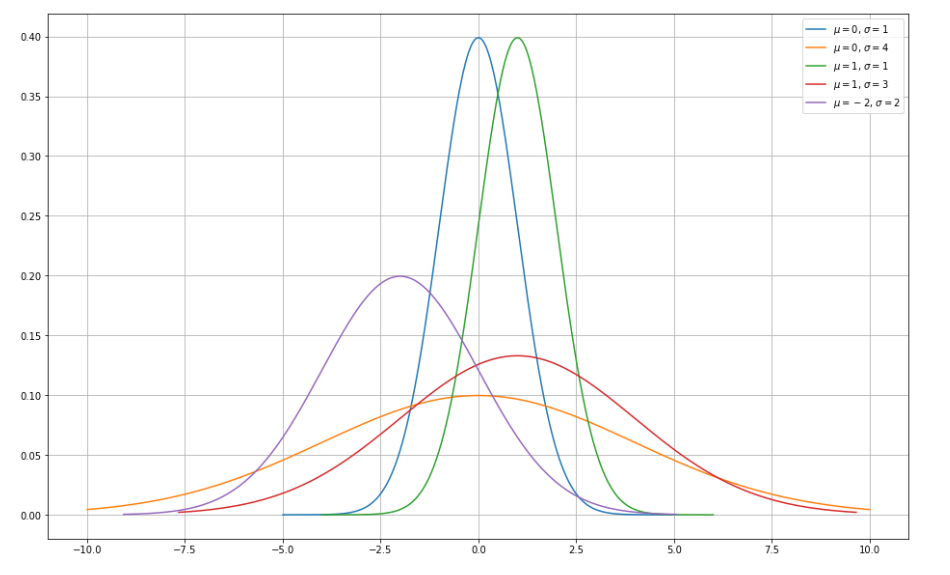 0.40
0.35
0.30
0.25
0.20
0.15
0.10
0.05
0.00
−10.0 −7.5 −5.0 −2.5 0.0 2.5 5.0 7.5 10.0
μ = 0, σ = 1
μ = 0, σ = 4
μ = 1, σ = 1
μ = 1, σ = 3
μ = − 2, σ = 2